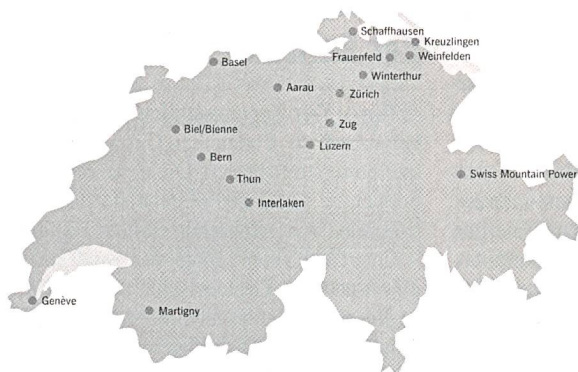 Schaffhausen
Kreuzlingen
Basel
Frauenfeld
Weinfelden
Winterthur
Aarau
Zürich
Biel/Bienne
Zug
Luzern
Bern
Swiss Mountain Power
Thun
Interlaken
Genève
Martigny